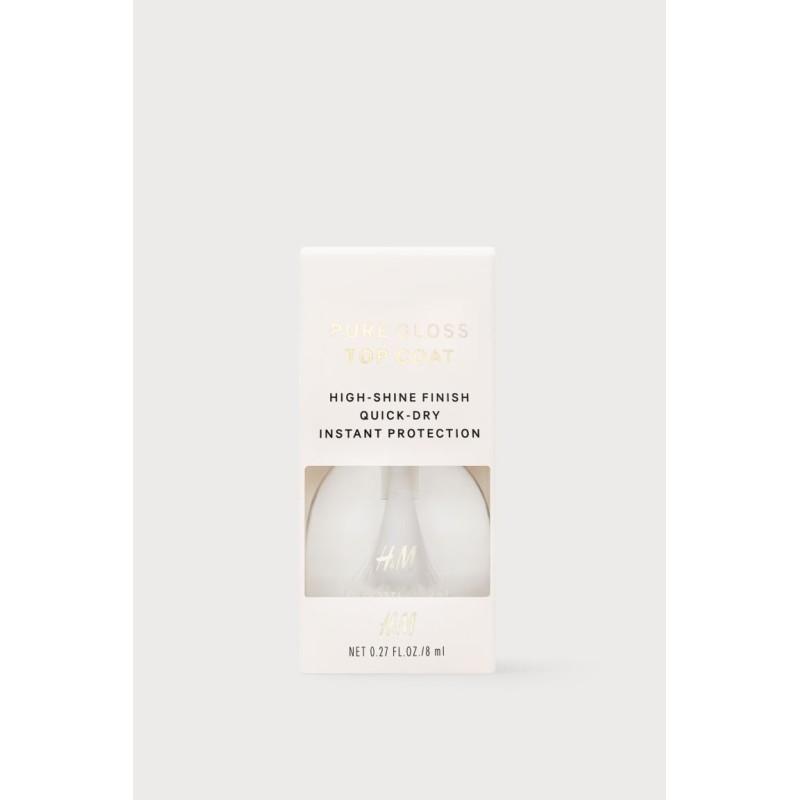 PURE GLOSS
TOP COAT
HIGH-SHINE FINISH
QUICK-DRY
INSTANT PROTECTION
H&M
H&M
NET 0.27 FL.OZ./8 ml